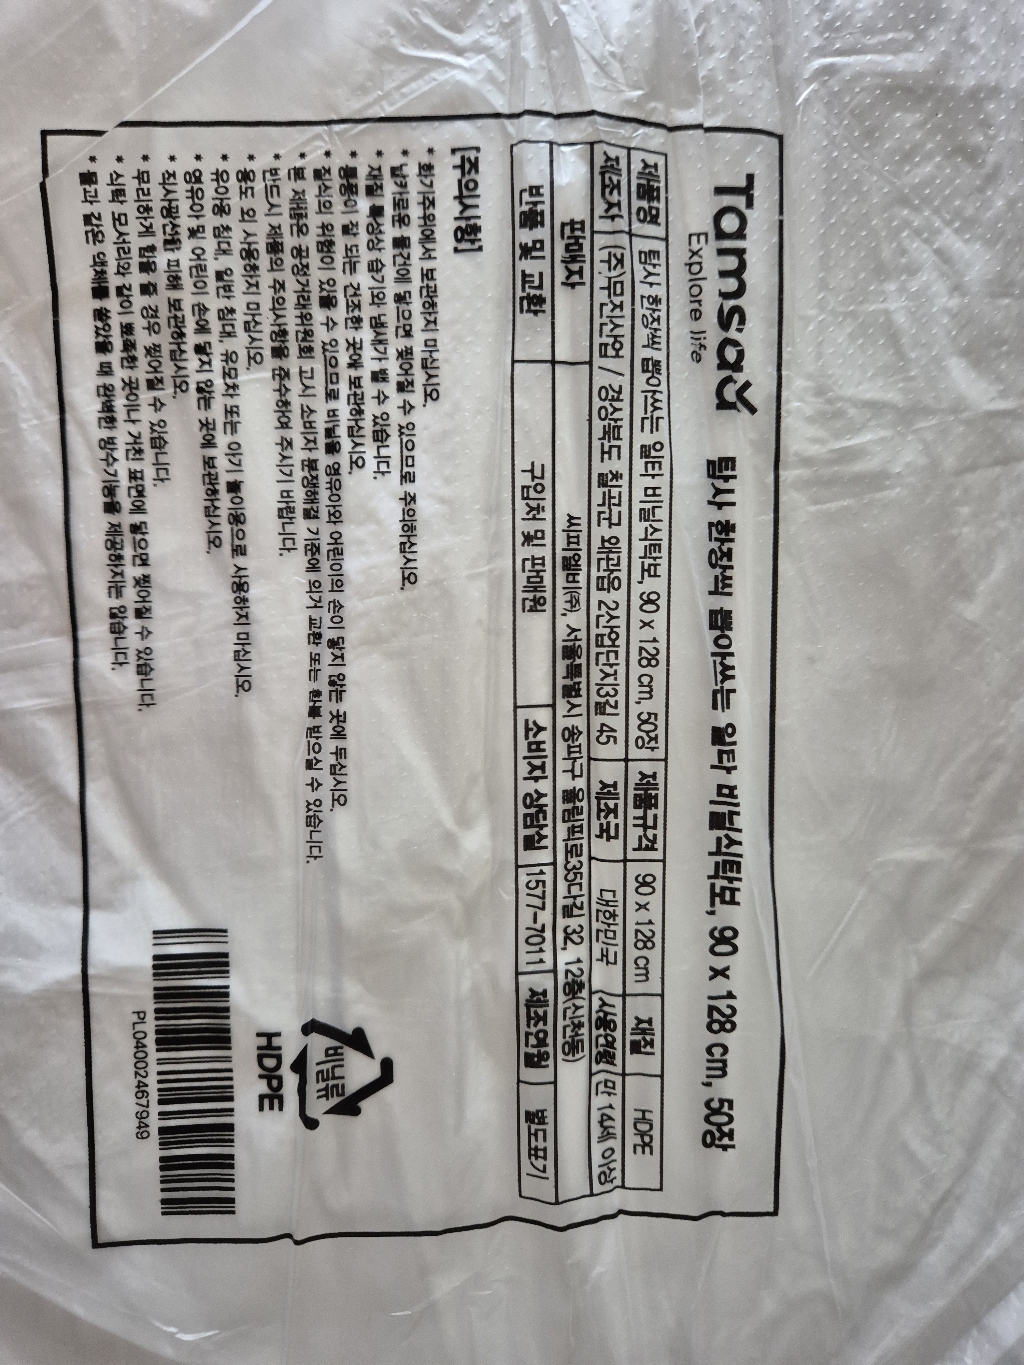 Tamsaa 탐사 한장씩 뽑아쓰는 일타 비닐식탁보, 90 x 128 cm, 50장
Explore life
제품명 탐사 한장씩 뽑아쓰는 일타 비닐식탁보, 90 x 128 cm, 50장 제품규격 90 x 128 cm 재질 HDPE
제조자 (주)무진산업 / 경상북도 칠곡군 왜관읍 2산업단지3길 45 제조국 대한민국 사용연령 만 14세 이상
판매자 씨피엘비(주), 서울특별시 송파구 올림픽로35다길 32, 12층(신천동)
반품 및 교환 구입처 및 판매원 소비자 상담실 1577-7011 제조연월 별도표기
[주의사항]
* 화기주위에서 보관하지 마십시오.
* 날카로운 물건에 닿으면 찢어질 수 있으므로 주의하십시오.
* 재질 특성상 습기와 냄새가 밸 수 있습니다.
* 통풍이 잘 되는 건조한 곳에 보관하십시오.
* 질식의 위험이 있을 수 있으므로 비닐을 영유아와 어린이의 손이 닿지 않는 곳에 두십시오.
* 본 제품은 공정거래위원회 고시 소비자 분쟁해결 기준에 의거 교환 또는 환불 받으실 수 있습니다.
* 반드시 제품의 주의사항을 준수하여 주시기 바랍니다.
* 용도 외 사용하지 마십시오.
* 유아용 침대, 일반 침대, 유모차 또는 아기 놀이용으로 사용하지 마십시오.
* 영유아 및 어린이 손에 닿지 않는 곳에 보관하십시오.
* 직사광선을 피해 보관하십시오.
* 무리하게 힘을 줄 경우 찢어질 수 있습니다.
* 식탁 모서리와 같이 뾰족한 곳이나 거친 표면에 닿으면 찢어질 수 있습니다.
* 물과 같은 액체를 쏟았을 때 완벽한 방수기능을 제공하지는 않습니다.
비닐류
HDPE
PL04002467949